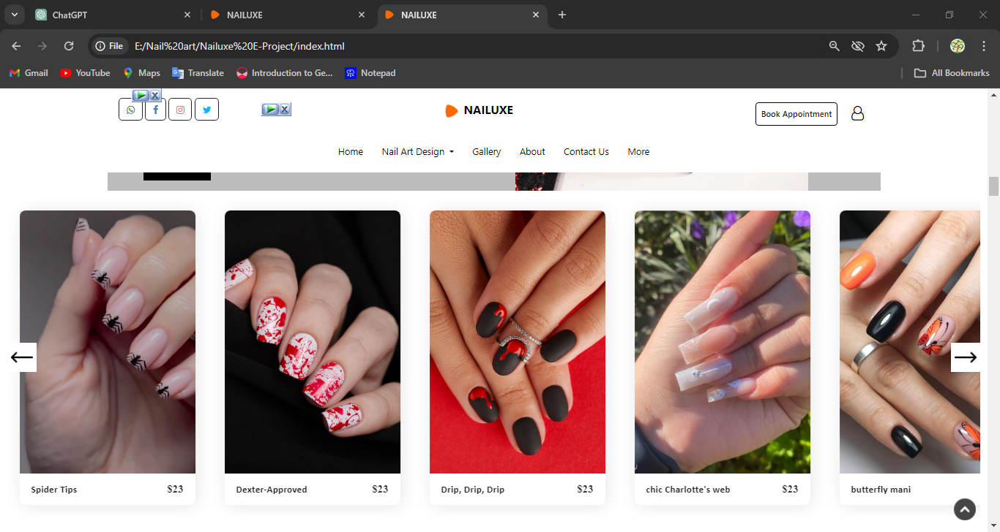 ChatGPT
NAILUXE
NAILUXE
File
E:/Nail%20art/Nailuxe%20E-Project/index.html
Gmail
YouTube
Maps
Translate
Introduction to Ge...
Notepad
All Bookmarks
NAILUXE
Book Appointment
Home
Nail Art Design
Gallery
About
Contact Us
More
Spider Tips
$23
Dexter-Approved
$23
Drip, Drip, Drip
$23
chic Charlotte's web
$23
butterfly mani